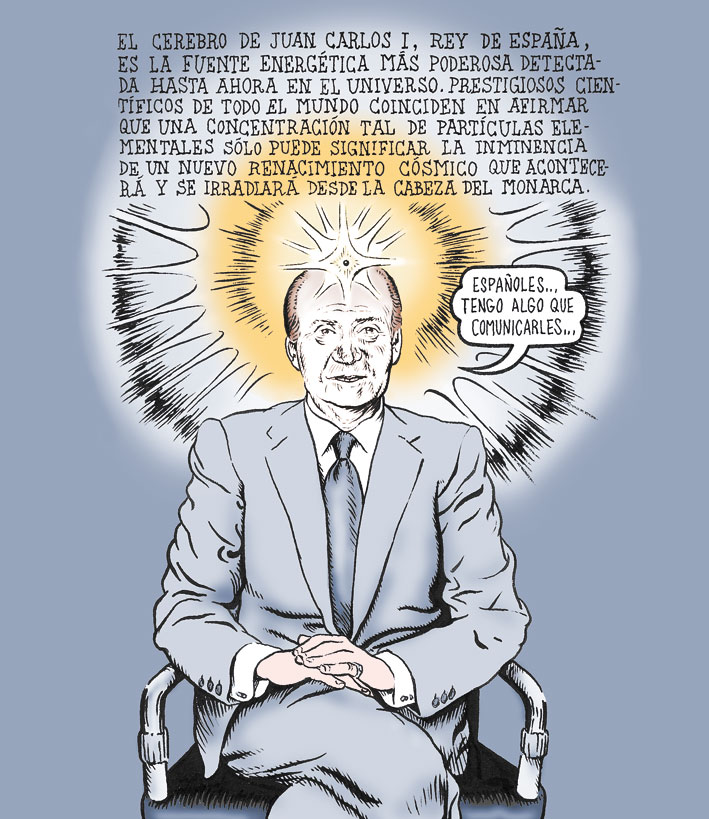 EL CEREBRO DE JUAN CARLOS I, REY DE ESPAÑA,
ES LA FUENTE ENERGÉTICA MÁS PODEROSA DETECTA-
DA HASTA AHORA EN EL UNIVERSO. PRESTIGIOSOS CIEN-
TÍFICOS DE TODO EL MUNDO COINCIDEN EN AFIRMAR
QUE UNA CONCENTRACIÓN TAL DE PARTÍCULAS ELE-
MENTALES SÓLO PUEDE SIGNIFICAR LA INMINENCIA
DE UN NUEVO RENACIMIENTO CÓSMICO QUE ACONTECE-
RÁ Y SE IRRADIARÁ DESDE LA CABEZA DEL MONARCA.
ESPAÑOLES...,
TENGO ALGO QUE
COMUNICARLES...